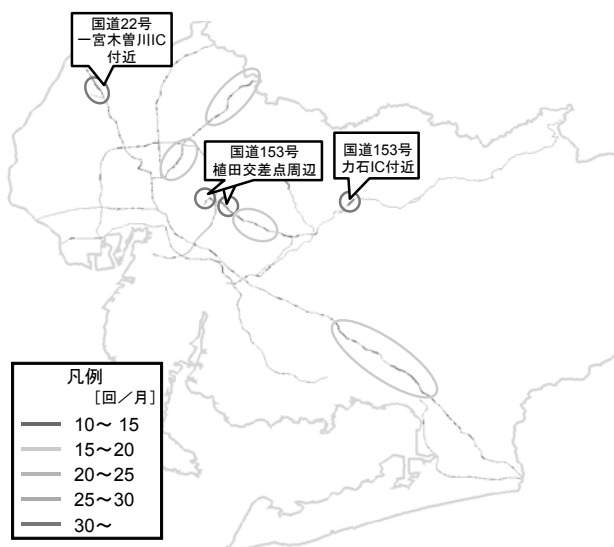 国道22号
一宮木曽川IC
付近
国道153号
植田交差点周辺
国道153号
力石IC付近
凡例
[回／月]
10～ 15
15～20
20～25
25～30
30～